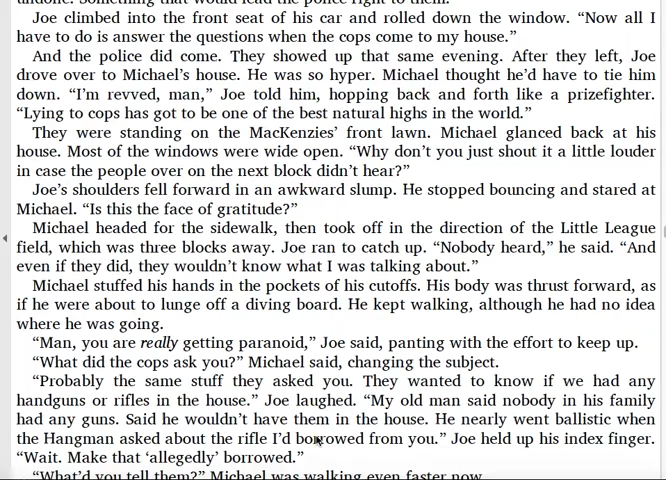 undone. Something that would lead the police right to them.
Joe climbed into the front seat of his car and rolled down the window. “Now all I
have to do is answer the questions when the cops come to my house.”
And the police did come. They showed up that same evening. After they left, Joe
drove over to Michael’s house. He was so hyper. Michael thought he’d have to tie him
down. “I’m revved, man,” Joe told him, hopping back and forth like a prizefighter.
“Lying to cops has got to be one of the best natural highs in the world.”
They were standing on the MacKenzies’ front lawn. Michael glanced back at his
house. Most of the windows were wide open. “Why don’t you just shout it a little louder
in case the people over on the next block didn’t hear?”
Joe’s shoulders fell forward in an awkward slump. He stopped bouncing and stared at
Michael. “Is this the face of gratitude?”
Michael headed for the sidewalk, then took off in the direction of the Little League
field, which was three blocks away. Joe ran to catch up. “Nobody heard,” he said. “And
even if they did, they wouldn’t know what I was talking about.”
Michael stuffed his hands in the pockets of his cutoffs. His body was thrust forward, as
if he were about to lunge off a diving board. He kept walking, although he had no idea
where he was going.
“Man, you are really getting paranoid,” Joe said, panting with the effort to keep up.
“What did the cops ask you?” Michael said, changing the subject.
“Probably the same stuff they asked you. They wanted to know if we had any
handguns or rifles in the house.” Joe laughed. “My old man said nobody in his family
had any guns. Said he wouldn’t have them in the house. He nearly went ballistic when
the Hangman asked about the rifle I’d borrowed from you.” Joe held up his index finger.
“Wait. Make that ‘allegedly’ borrowed.”
“What’d you tell them?” Michael was walking even faster now.